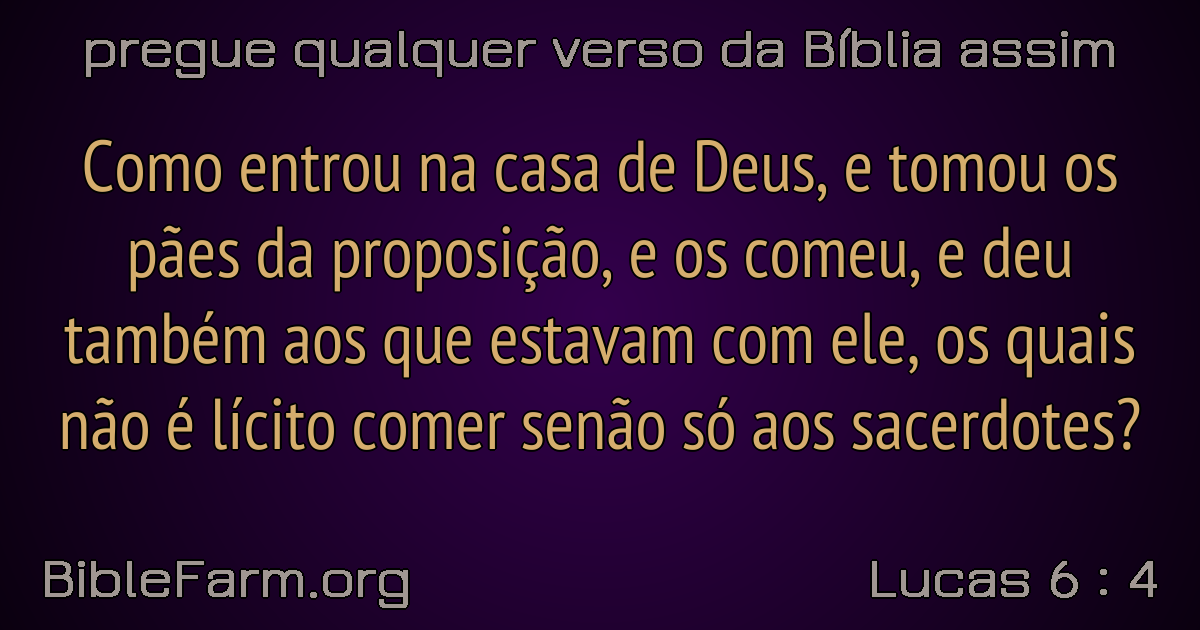 pregue qualquer verso da Bíblia assim
Como entrou na casa de Deus, e tomou os
pães da proposição, e os comeu, e deu
também aos que estavam com ele, os quais
não é lícito comer senão só aos sacerdotes?
BibleFarm.org
Lucas 6 : 4